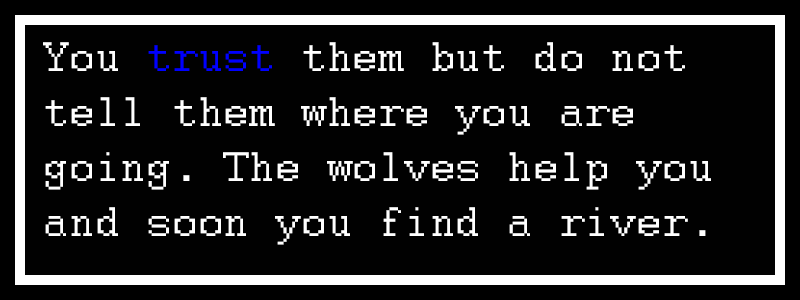 You trust them but do not
tell them where you are
going. The wolves help you
and soon you find a river.